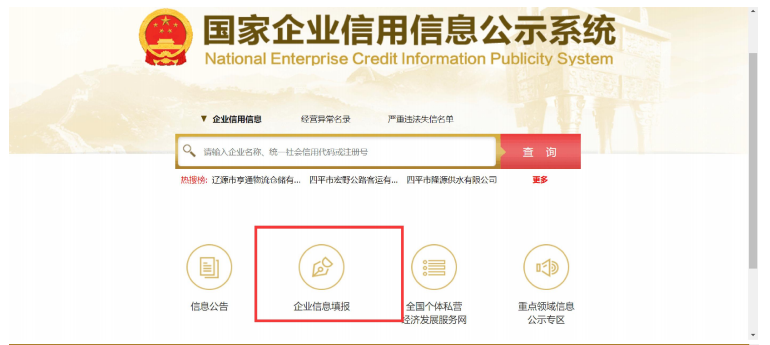 国家企业信用信息公示系统
National Enterprise Credit Information Publicity System
企业信用信息 经营异常名录 严重违法失信名单
请输入企业名称、统一社会信用代码或注册号 查询
热搜榜: 辽源市亨通物流仓储有... 四平市宏野公路客运有... 四平市隆源供水有限公司 更多
信息公告 企业信息填报 全国个体私营 重点领域信息
经济发展服务网 公示专区